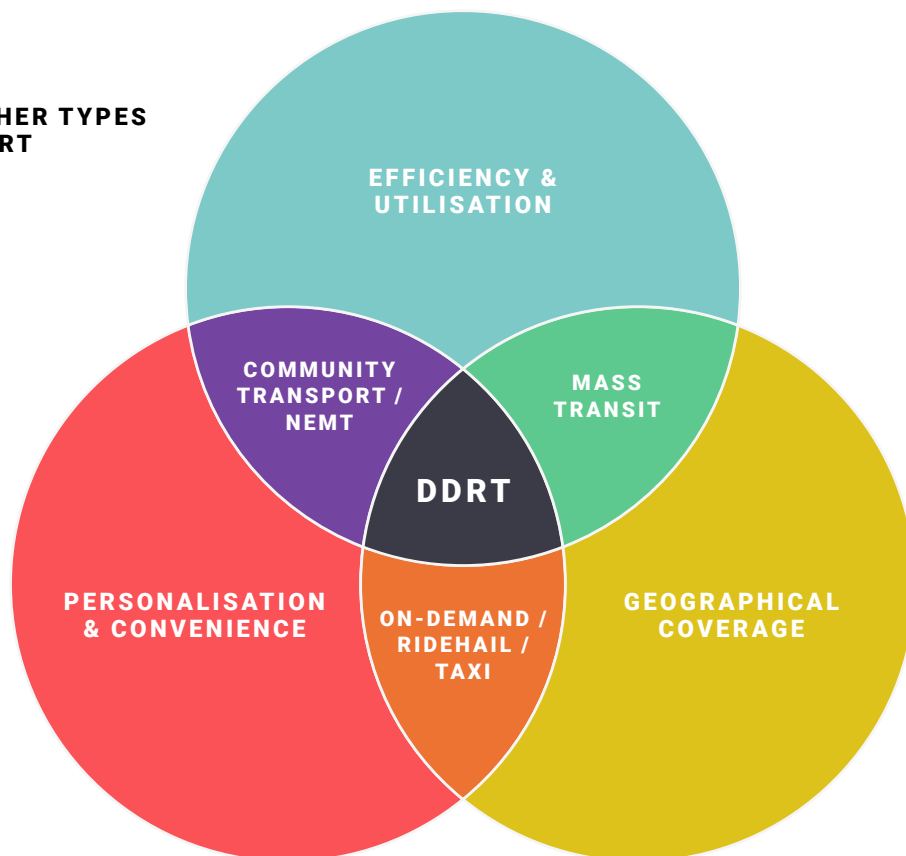 HER TYPES
RT
EFFICIENCY &
UTILISATION
COMMUNITY
TRANSPORT /
NEMT
MASS
TRANSIT
DDRT
PERSONALISATION
& CONVENIENCE
ON-DEMAND /
RIDEHAIL /
TAXI
GEOGRAPHICAL
COVERAGE